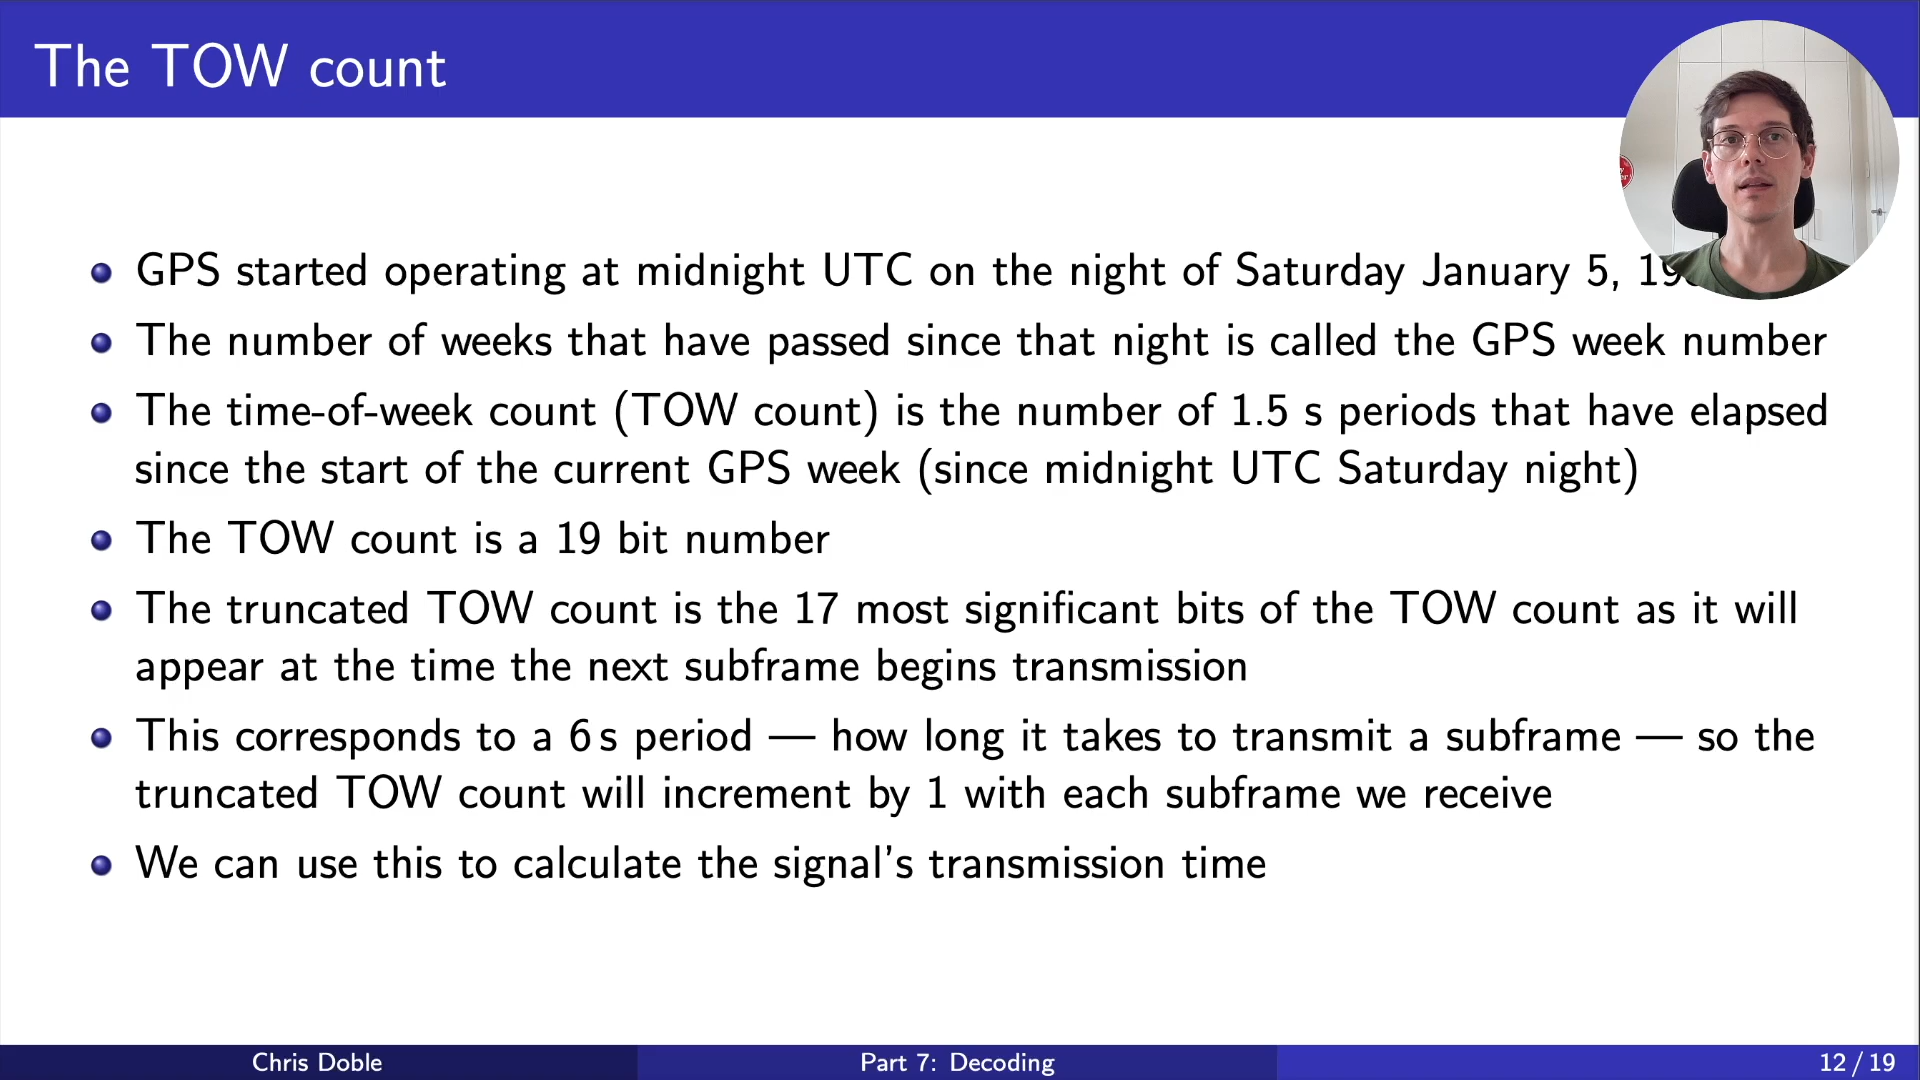 The TOW count
GPS started operating at midnight UTC on the night of Saturday January 5,
The number of weeks that have passed since that night is called the GPS week number
The time-of-week count (TOW count) is the number of 1.5 s periods that have elapsed
since the start of the current GPS week (since midnight UTC Saturday night)
The TOW count is a 19 bit number
The truncated TOW count is the 17 most significant bits of the TOW count as it will
appear at the time the next subframe begins transmission
This corresponds to a 6 s period — how long it takes to transmit a subframe — so the
truncated TOW count will increment by 1 with each subframe we receive
We can use this to calculate the signal's transmission time
Chris Doble
Part 7: Decoding
12 / 19